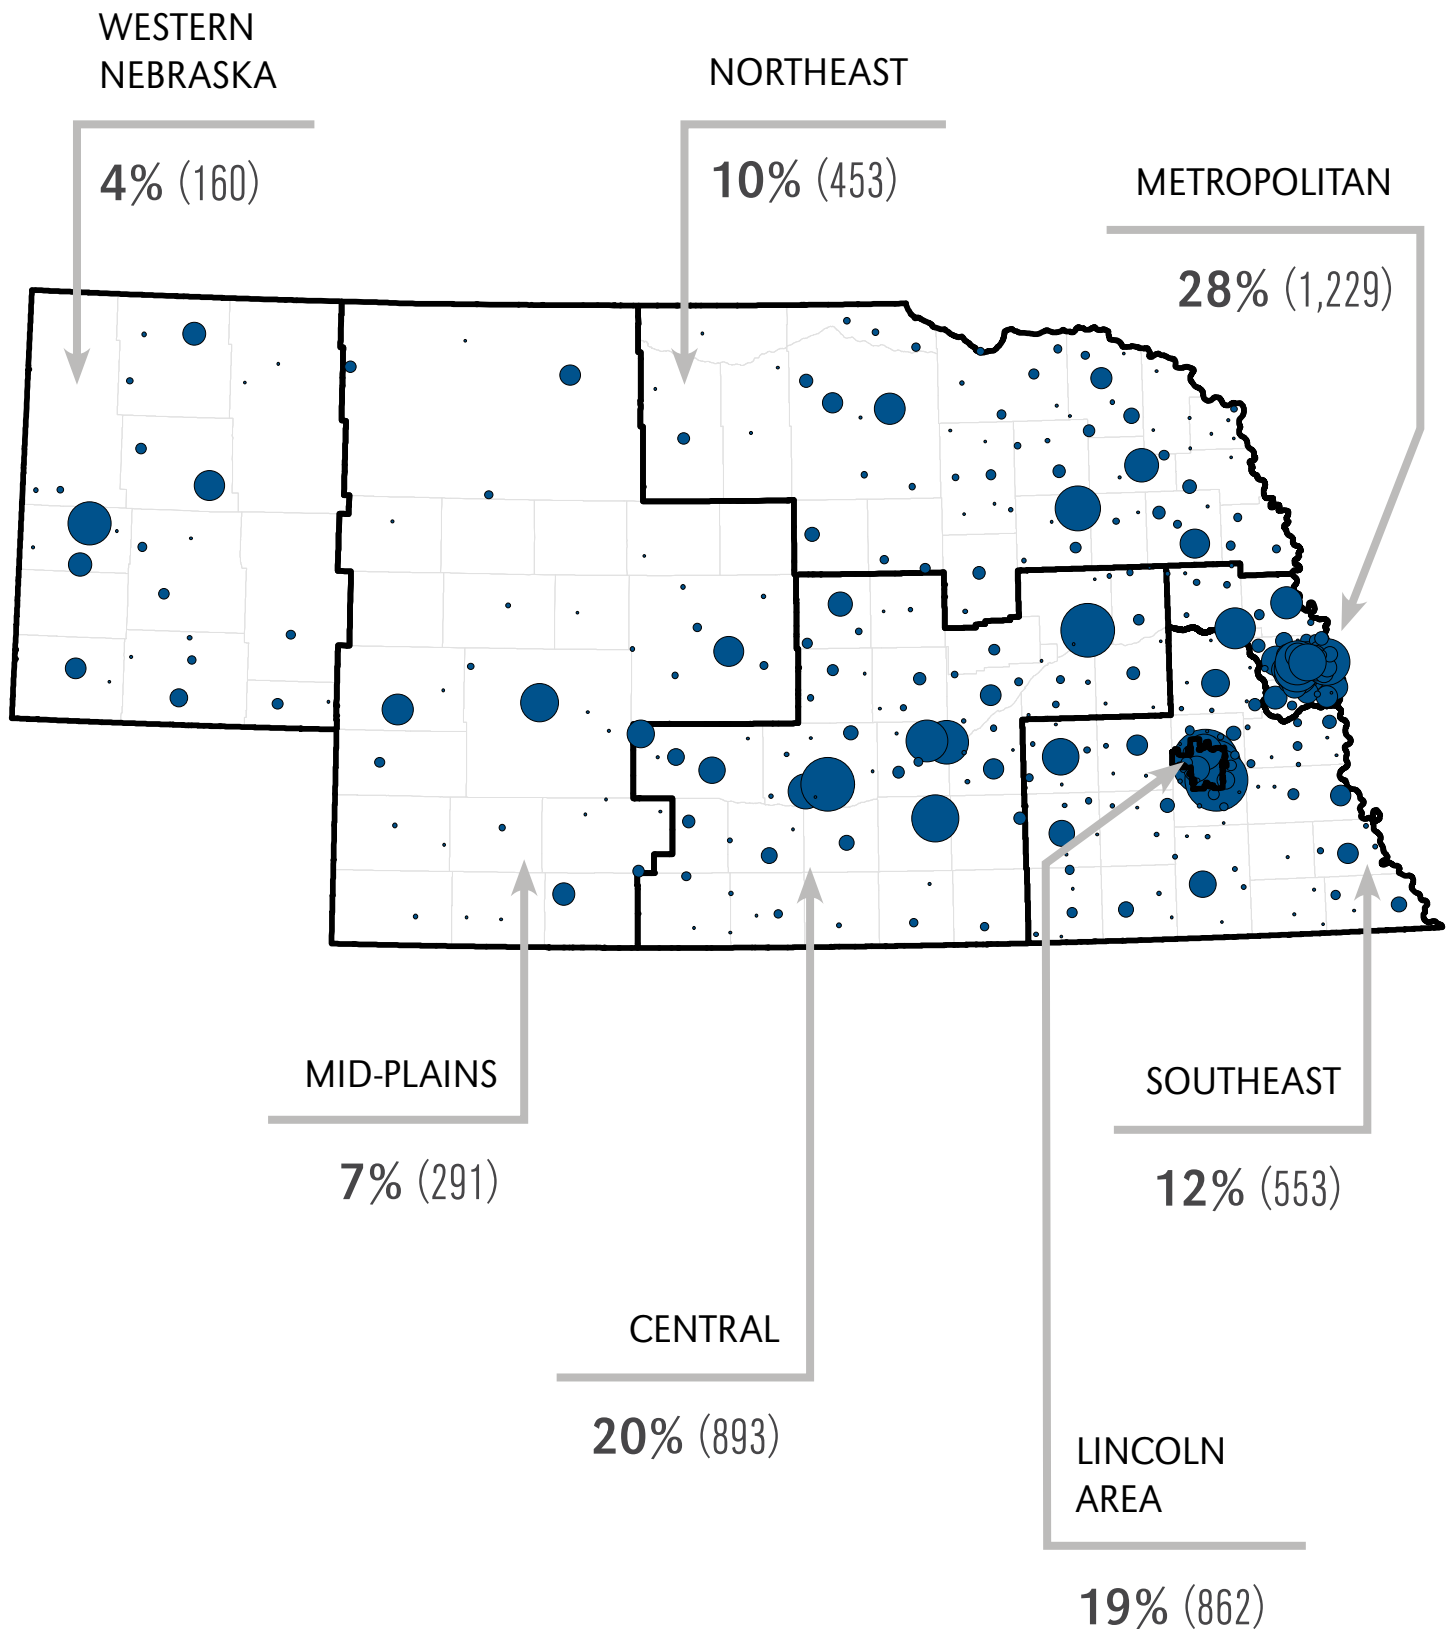 WESTERN
NEBRASKA
4% (160)
NORTHEAST
10% (453)
METROPOLITAN
28% (1,229)
MID-PLAINS
7% (291)
SOUTHEAST
12% (553)
CENTRAL
20% (893)
LINCOLN
AREA
19% (862)